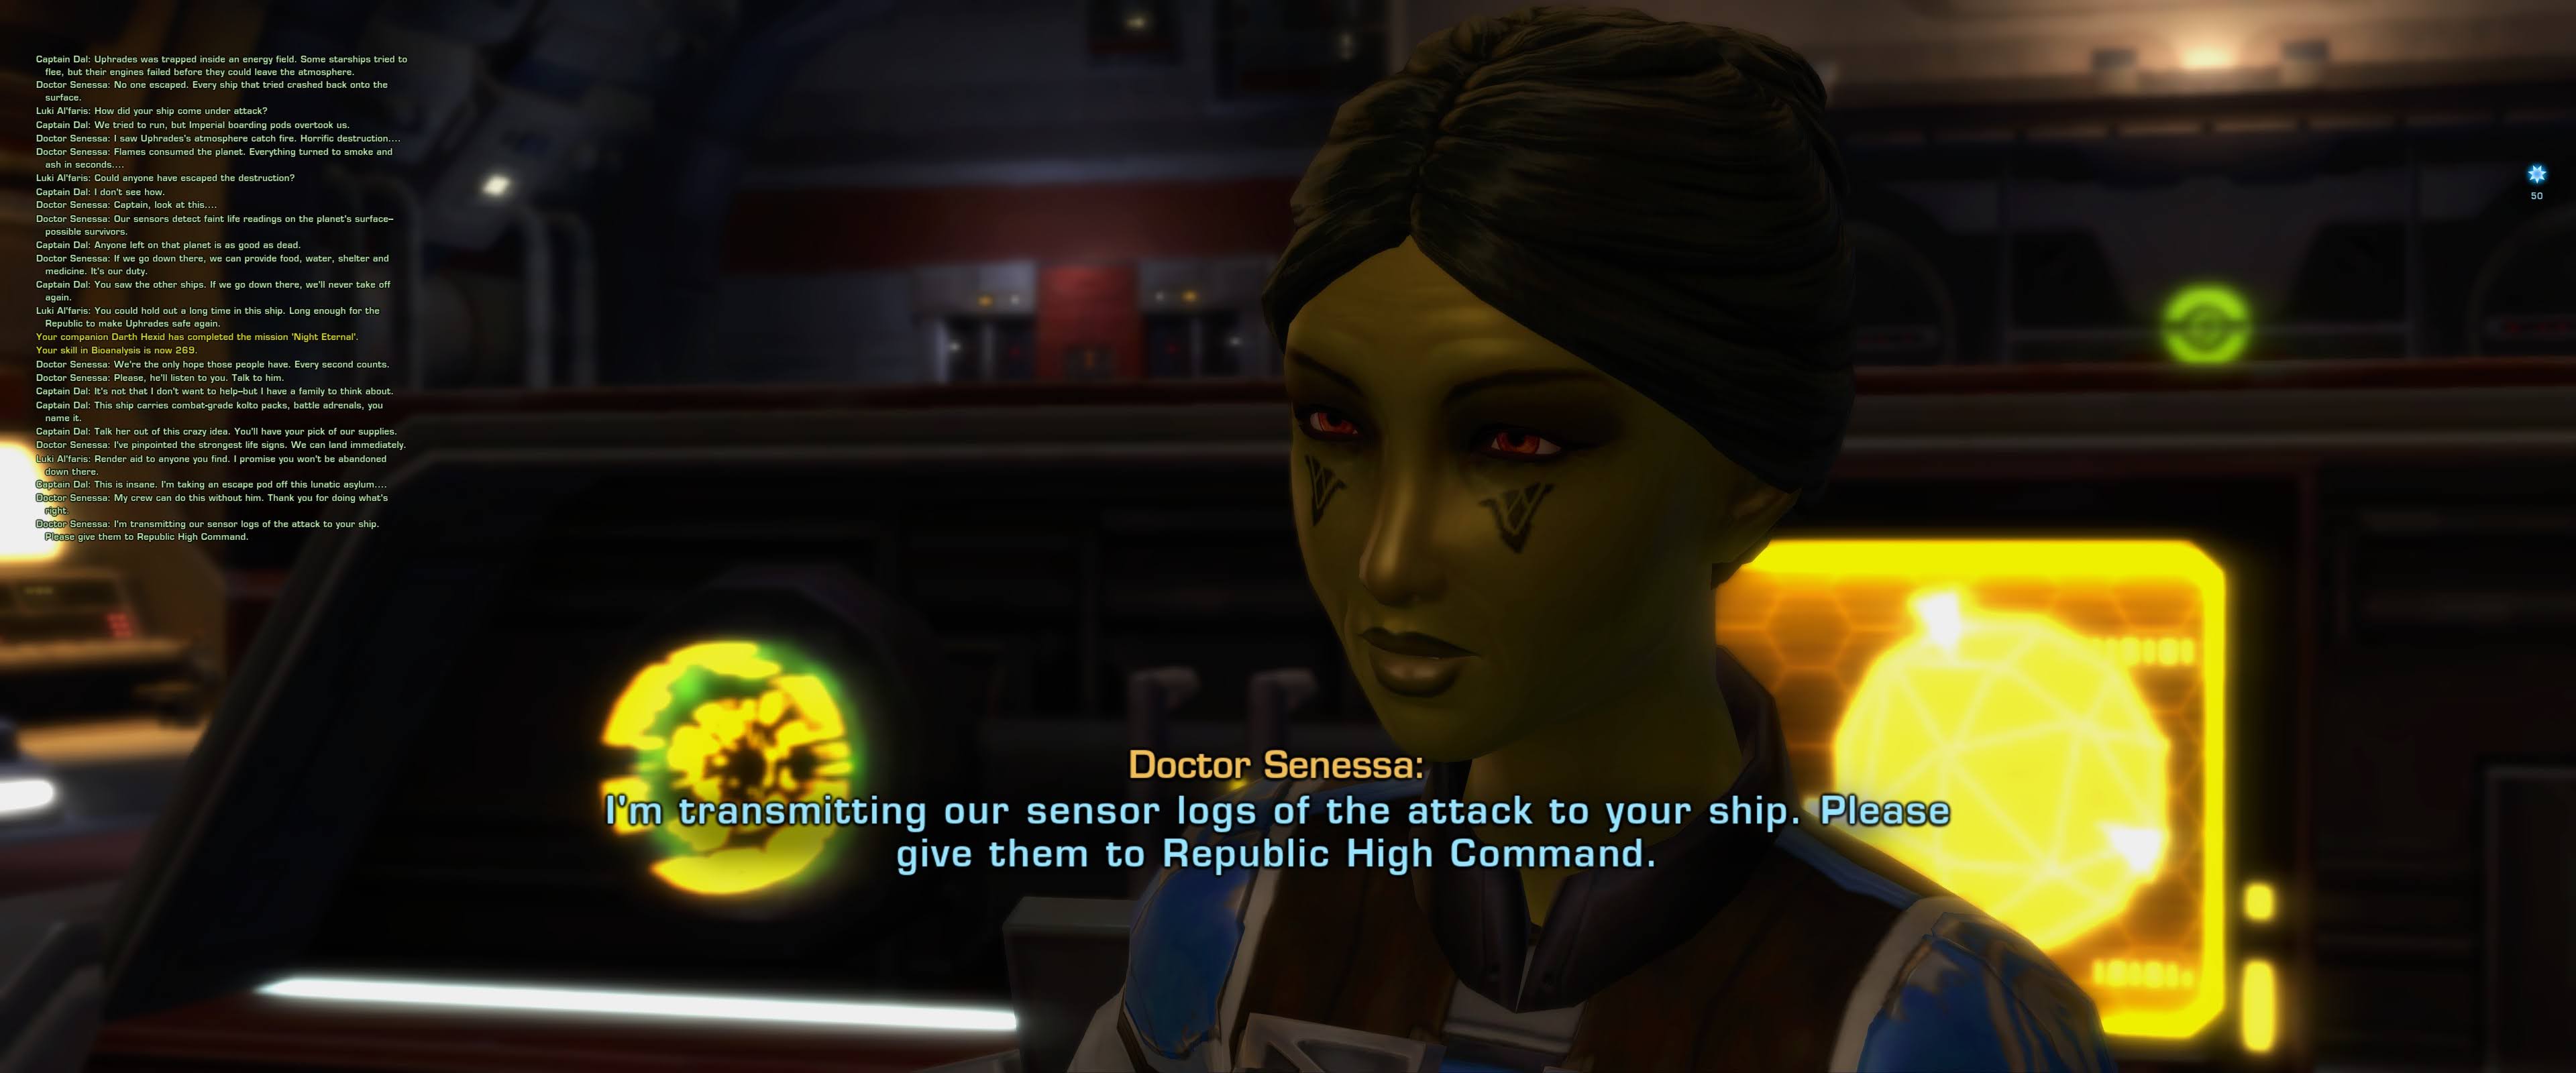 Captain Dal: Uphrades was trapped inside an energy field. Some starships tried to
flee, but their engines failed before they could leave the atmosphere.
Doctor Senessa: No one escaped. Every ship that tried crashed back onto the
surface.
Luki Al'faris: How did your ship come under attack?
Captain Dal: We tried to run, but Imperial boarding pods overtook us.
Doctor Senessa: I saw Uphrades's atmosphere catch fire. Horrific destruction....
Doctor Senessa: Flames consumed the planet. Everything turned to smoke and
ash in seconds....
Luki Al'faris: Could anyone have escaped the destruction?
Captain Dal: I don't see how.
Doctor Senessa: Captain, look at this....
Doctor Senessa: Our sensors detect faint life readings on the planet's surface–
possible survivors.
Captain Dal: Anyone left on that planet is as good as dead.
Doctor Senessa: If we go down there, we can provide food, water, shelter and
medicine. It's our duty.
Captain Dal: You saw the other ships. If we go down there, we'll never take off
again.
Luki Al'faris: You could hold out a long time in this ship. Long enough for the
Republic to make Uphrades safe again.
Your companion Darth Hexid has completed the mission 'Night Eternal'.
Your skill in Bioanalysis is now 269.
Doctor Senessa: We're the only hope those people have. Every second counts.
Doctor Senessa: Please, he'll listen to you. Talk to him.
Captain Dal: It's not that I don't want to help–but I have a family to think about.
Captain Dal: This ship carries combat-grade kolto packs, battle adrenals, you
name it.
Captain Dal: Talk her out of this crazy idea. You'll have your pick of our supplies.
Doctor Senessa: I've pinpointed the strongest life signs. We can land immediately.
Luki Al'faris: Render aid to anyone you find. I promise you won't be abandoned
down there.
Captain Dal: This is insane. I'm taking an escape pod off this lunatic asylum....
Doctor Senessa: My crew can do this without him. Thank you for doing what's
right.
Doctor Senessa: I'm transmitting our sensor logs of the attack to your ship.
Please give them to Republic High Command.
50
Doctor Senessa:
I'm transmitting our sensor logs of the attack to your ship. Please
give them to Republic High Command.